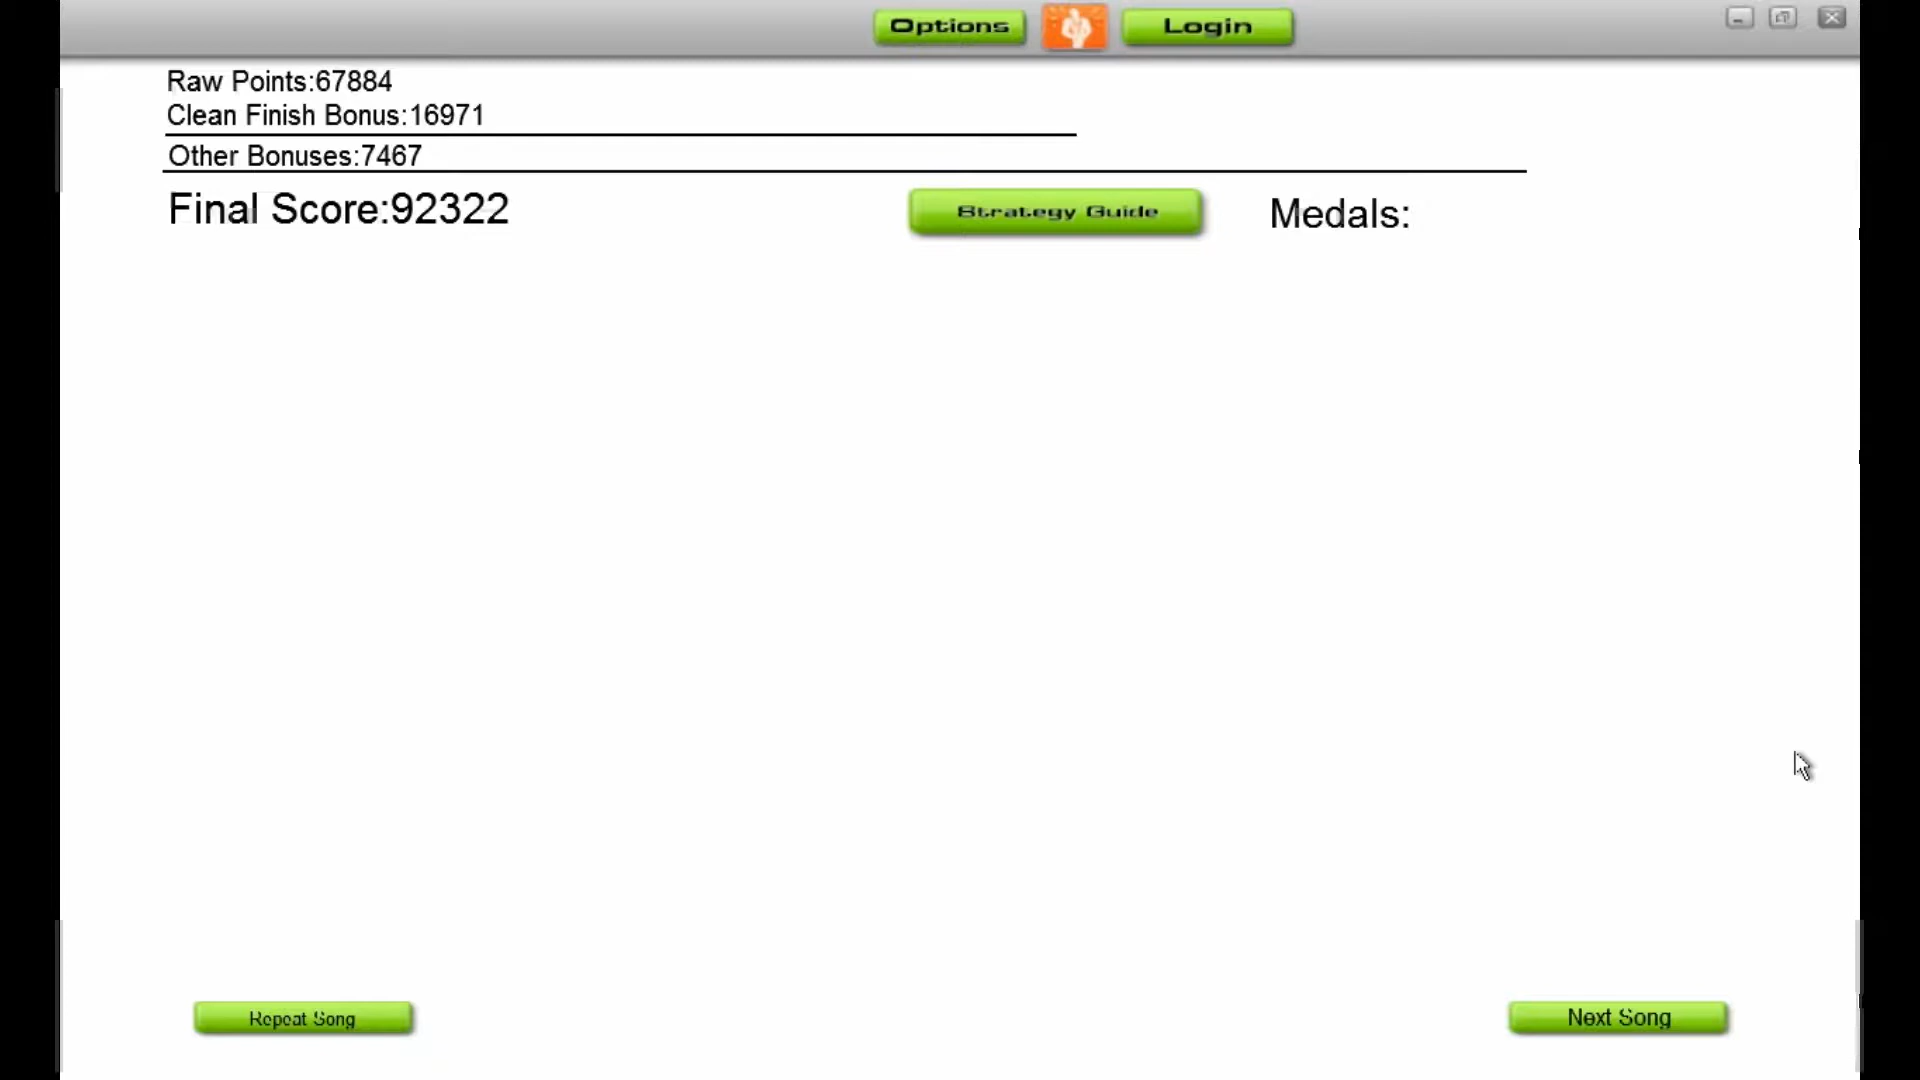 Options
Login
Raw Points:67884
Clean Finish Bonus:16971
Other Bonuses:7467
Final Score:92322
Strategy Guide
Medals:
Repeat Song
Next Song